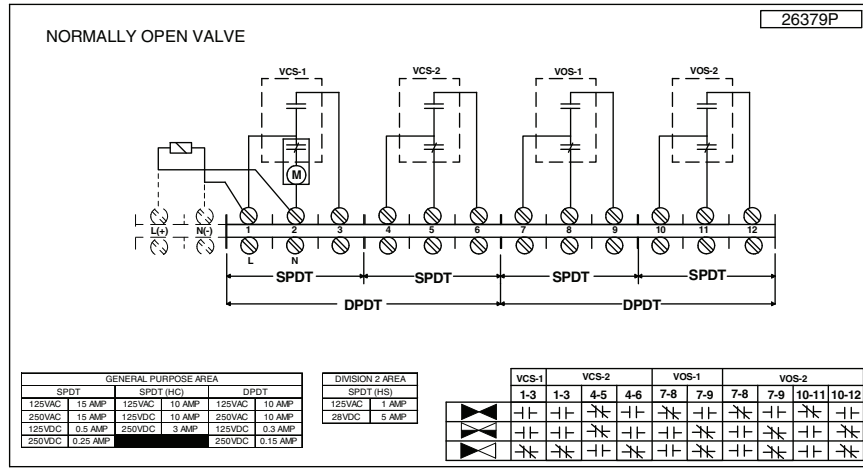 26379P
NORMALLY OPEN VALVE
VCS-1 VCS-2 VOS-1 VOS-2
M
L(+) N(-) 1 2 3 4 5 6 7 8 9 10 11 12
L N
SPDT SPDT SPDT SPDT
DPDT DPDT
GENERAL PURPOSE AREA
SPDT SPDT (HC) DPDT
125VAC 15 AMP 125VAC 10 AMP 125VAC 10 AMP
250VAC 15 AMP 125VDC 10 AMP 250VAC 10 AMP
125VDC 0.5 AMP 250VDC 3 AMP 125VDC 0.3 AMP
250VDC 0.25 AMP 250VDC 0.15 AMP
DIVISION 2 AREA
SPDT (HS)
125VAC 1 AMP
28VDC 5 AMP
VCS-1 VCS-2 VOS-1 VOS-2
1-3 1-3 4-5 4-6 7-8 7-9 7-8 7-9 10-11 10-12